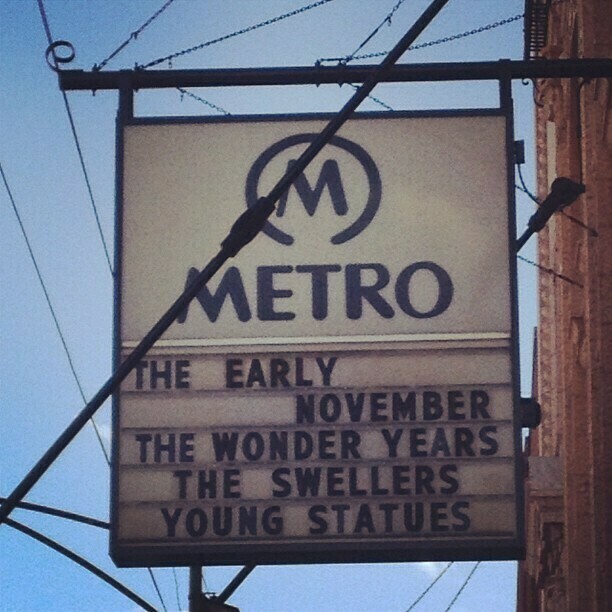 M
METRO
THE EARLY
NOVEMBER
THE WONDER YEARS
THE SWELLERS
YOUNG STATUES